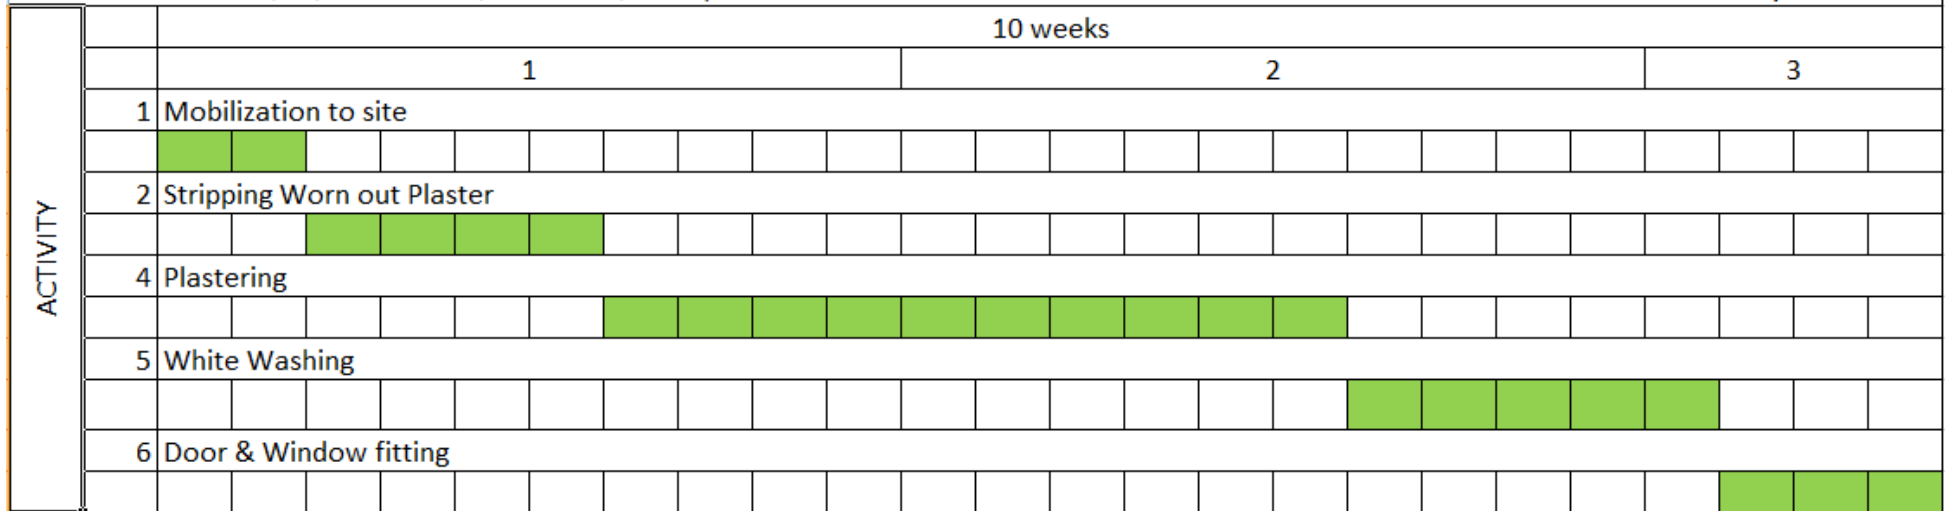 10 weeks
1 2 3
ACTIVITY
1 Mobilization to site
2 Stripping Worn out Plaster
4 Plastering
5 White Washing
6 Door & Window fitting